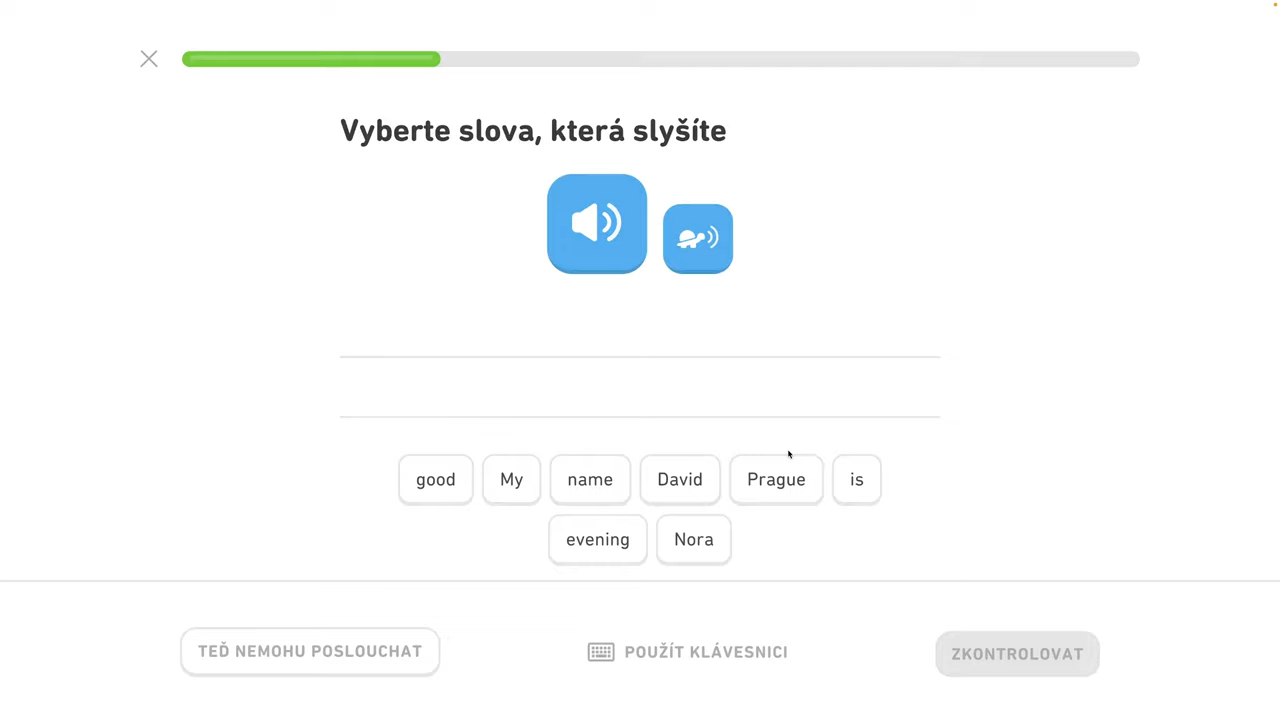 Vyberte slova, která slyšíte
good My name David Prague is
evening Nora
TEĎ NEMOHU POSLOUCHAT POUŽÍT KLÁVESNICI ZKONTROLOVAT